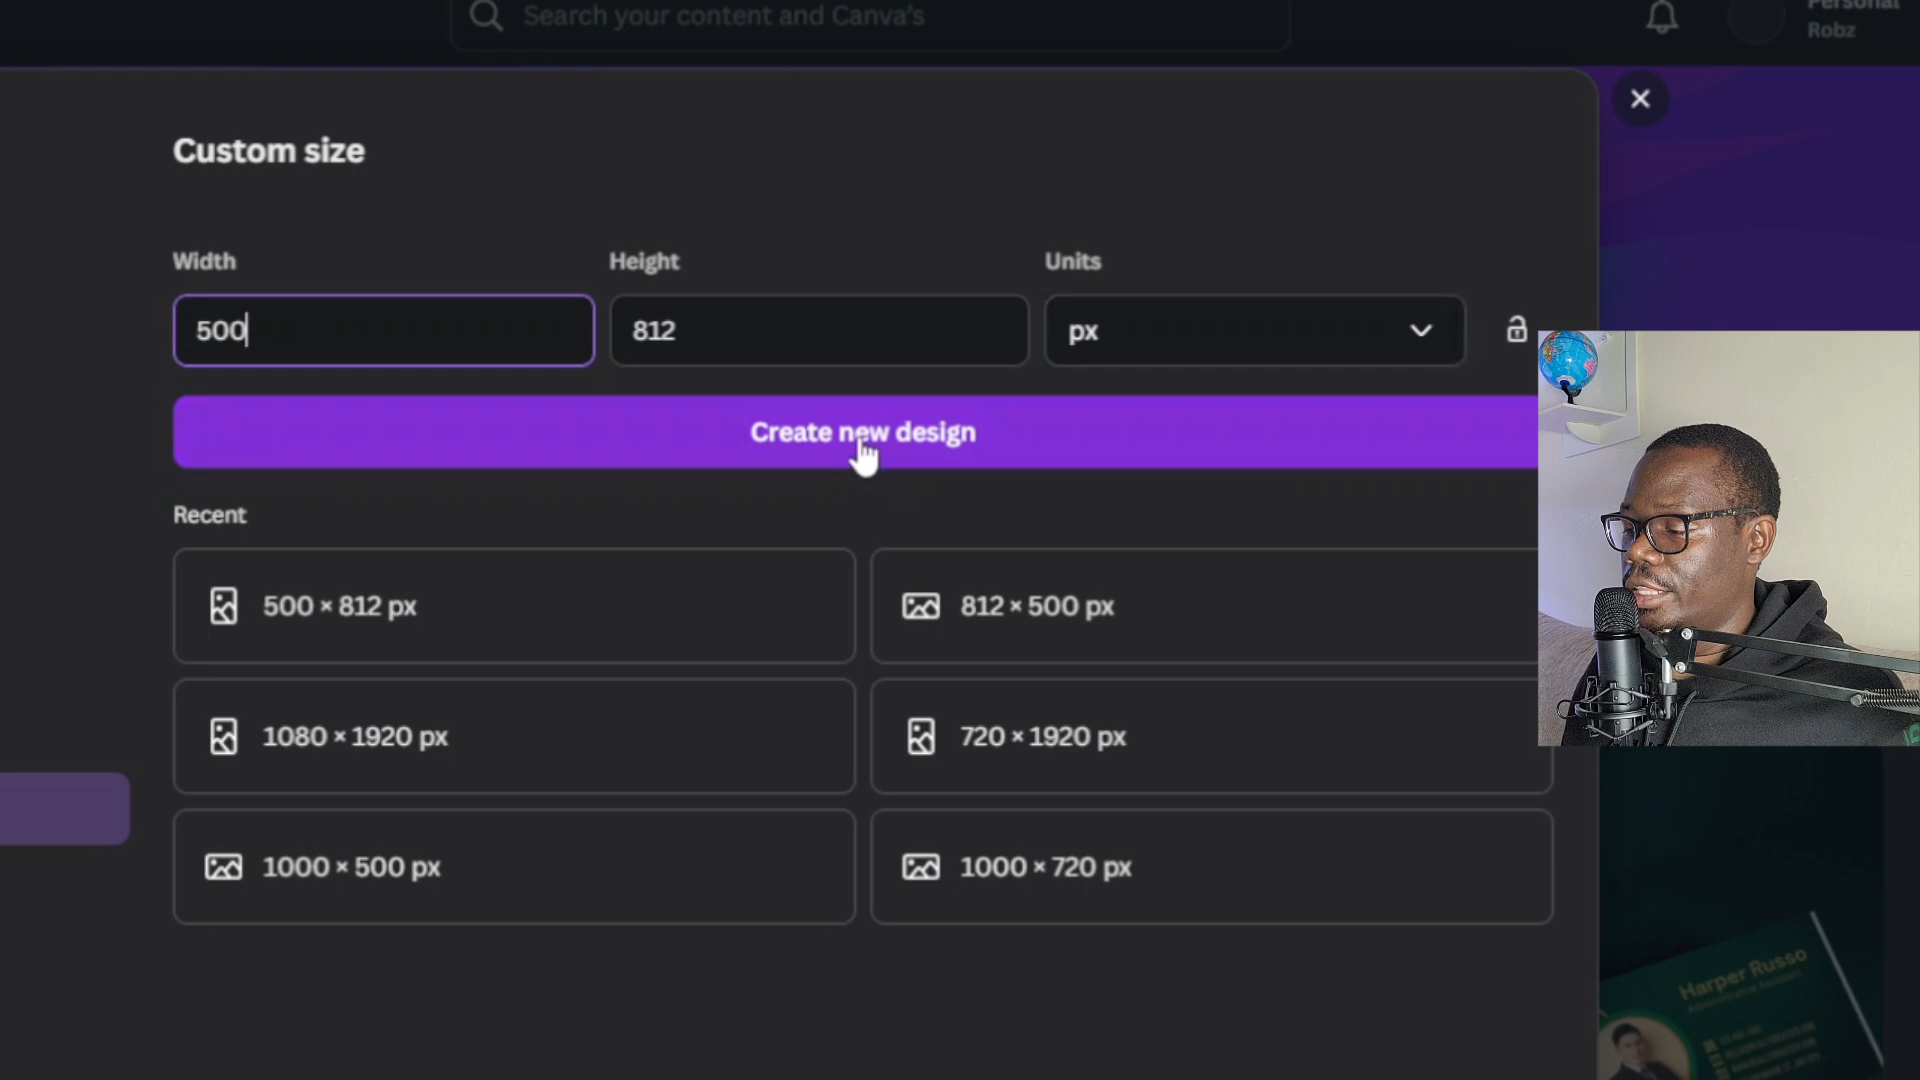 Search your content and Canva's
Personal
Robz
Custom size
Width
Height
Units
500
812
px
Create new design
Recent
500 × 812 px
812 × 500 px
1080 × 1920 px
720 × 1920 px
1000 × 500 px
1000 × 720 px
Harper Russo